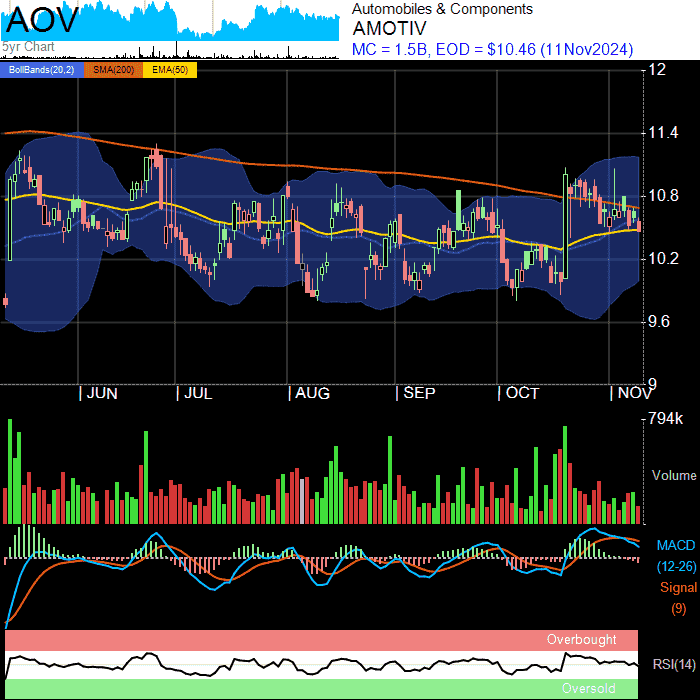 AOV
5yr Chart
Automobiles & Components
AMOTIV
MC = 1.5B, EOD = $10.46 (11Nov2024)
BollBands(20,2) SMA(200) EMA(50)
12
11.4
10.8
10.2
9.6
9
JUN JUL AUG SEP OCT NOV
794k
Volume
MACD
(12-26)
Signal
(9)
Overbought
RSI(14)
Oversold